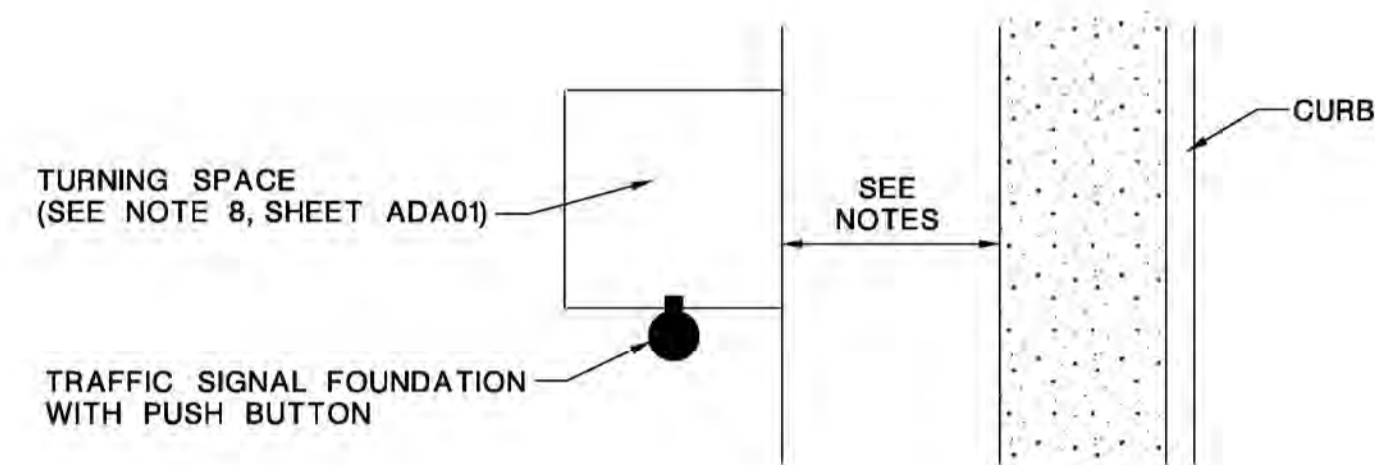 TURNING SPACE
(SEE NOTE 8, SHEET ADA01)
SEE
NOTES
CURB
TRAFFIC SIGNAL FOUNDATION
WITH PUSH BUTTON